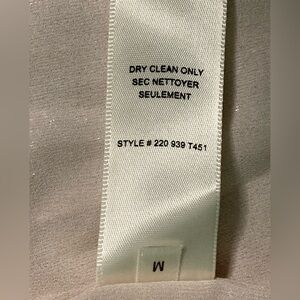 DRY CLEAN ONLY
SEC NETTOYER
SEULEMENT
STYLE # 220 939 T451
M